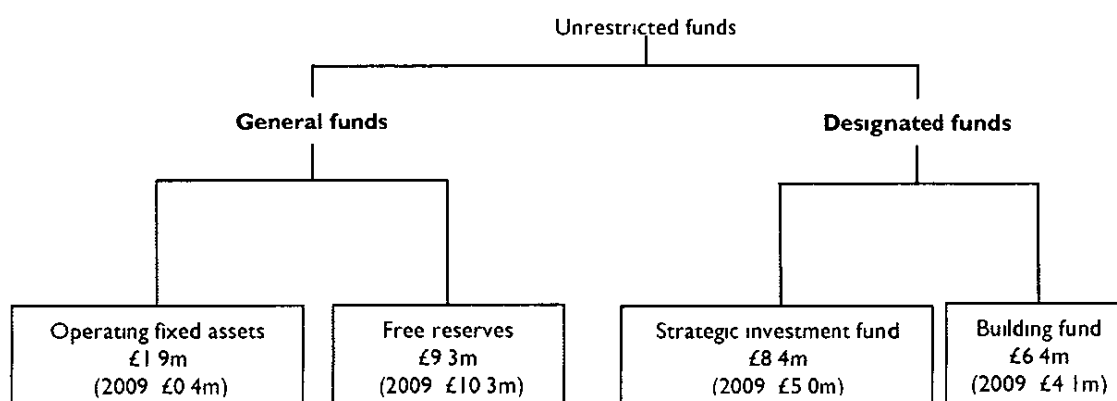 Unrestricted funds
General funds
Designated funds
Operating fixed assets
£1 9m
(2009 £0 4m)
Free reserves
£9 3m
(2009 £10 3m)
Strategic investment fund
£8 4m
(2009 £5 0m)
Building fund
£6 4m
(2009 £4 1m)